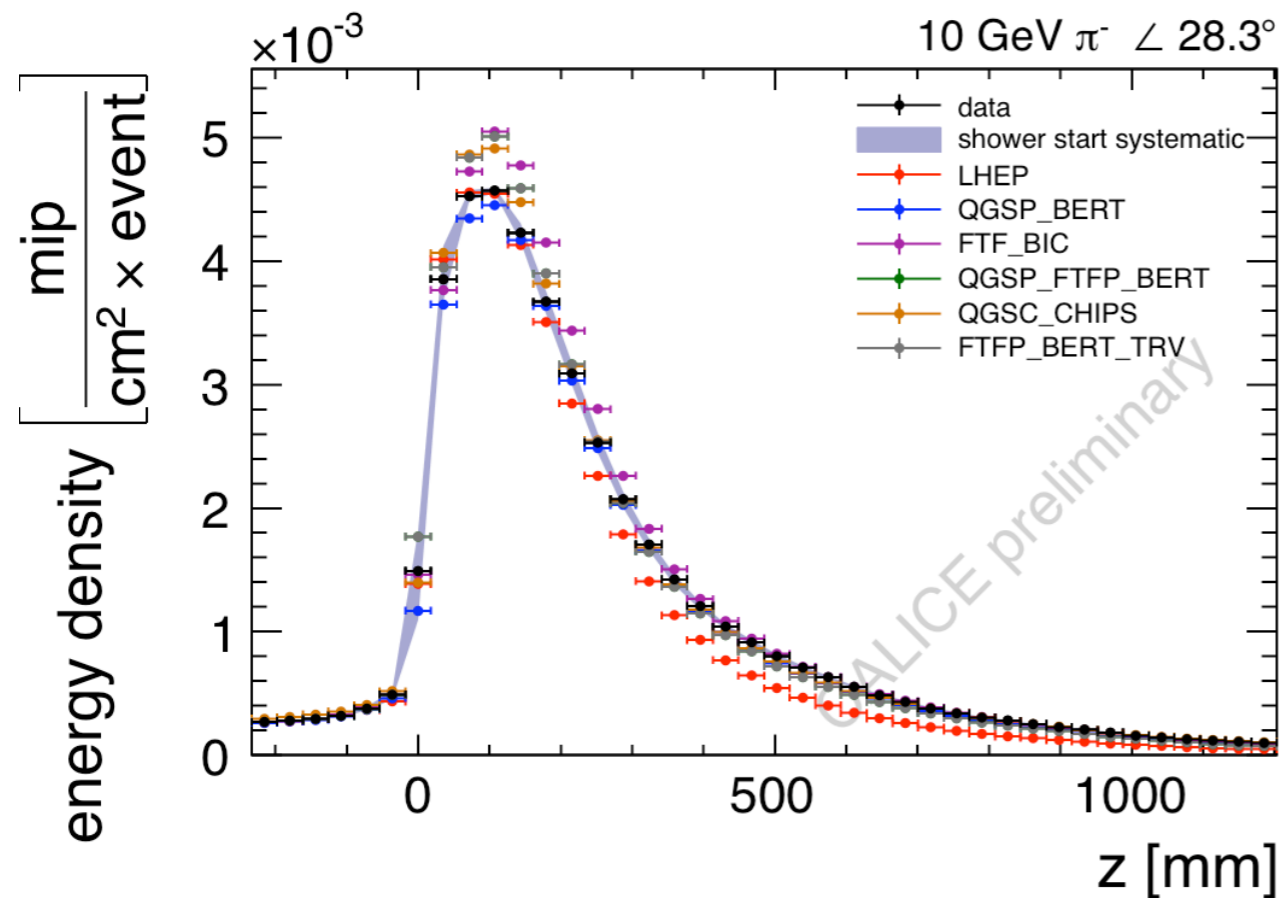 ×10⁻³
10 GeV π⁻ ∠ 28.3°
energy density [mip / cm² × event]
5
4
3
2
1
0
data
shower start systematic
LHEP
QGSP_BERT
FTF_BIC
QGSP_FTFP_BERT
QGSC_CHIPS
FTFP_BERT_TRV
CALICE preliminary
0 500 1000
z [mm]